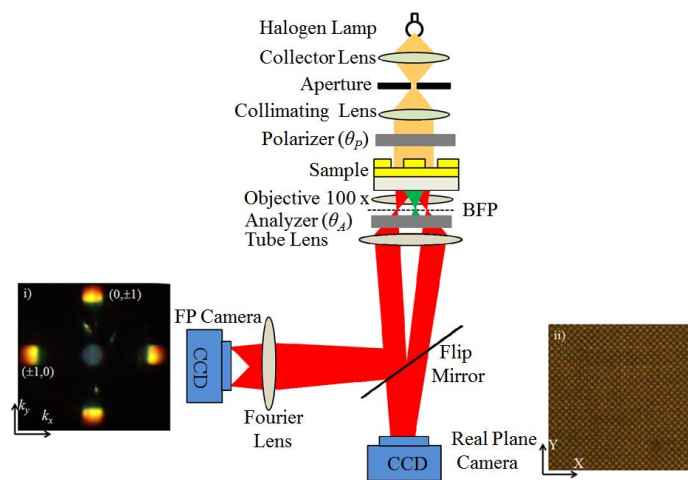 Halogen Lamp
Collector Lens
Aperture
Collimating Lens
Polarizer (θP)
Sample
Objective 100 x
BFP
Analyzer (θA)
Tube Lens
i)
(0,±1)
(±1,0)
ky
kx
FP Camera
CCD
Fourier
Lens
Flip
Mirror
Real Plane
Camera
CCD
ii)
Y
X